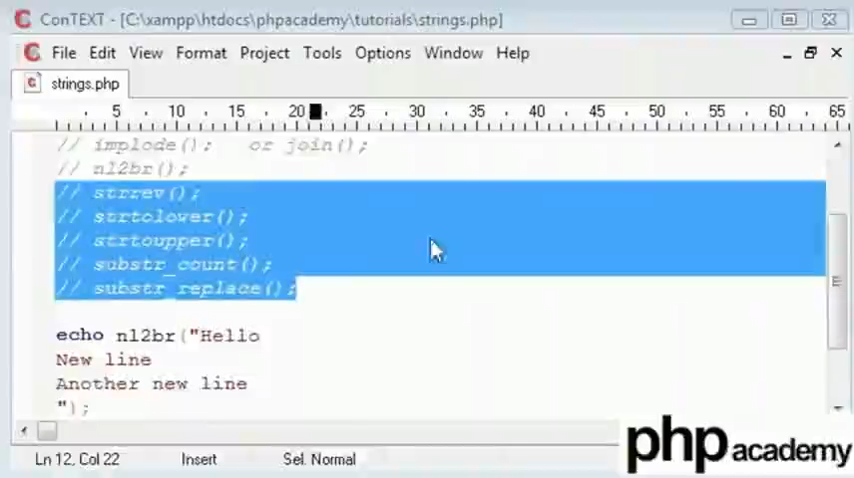 ConTEXT - [C:\xampp\htdocs\phpacademy\tutorials\strings.php]
File Edit View Format Project Tools Options Window Help
strings.php
5 10 15 20 25 30 35 40 45 50 55 60 65
// implode(); or join();
// nl2br();
// strrev();
// strtolower();
// strtoupper();
// substr_count();
// substr_replace();
echo nl2br("Hello
New line
Another new line
");
Ln 12, Col 22 Insert Sel. Normal
php academy